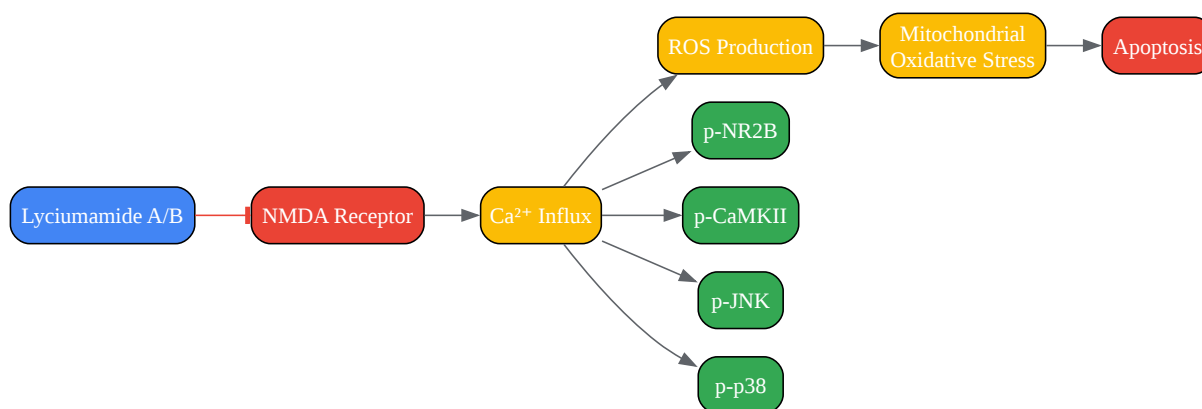 ROS Production
Mitochondrial
Oxidative Stress
Apoptosis
p-NR2B
Lyciumamide A/B
NMDA Receptor
Ca²⁺ Influx
p-CaMKII
p-JNK
p-p38